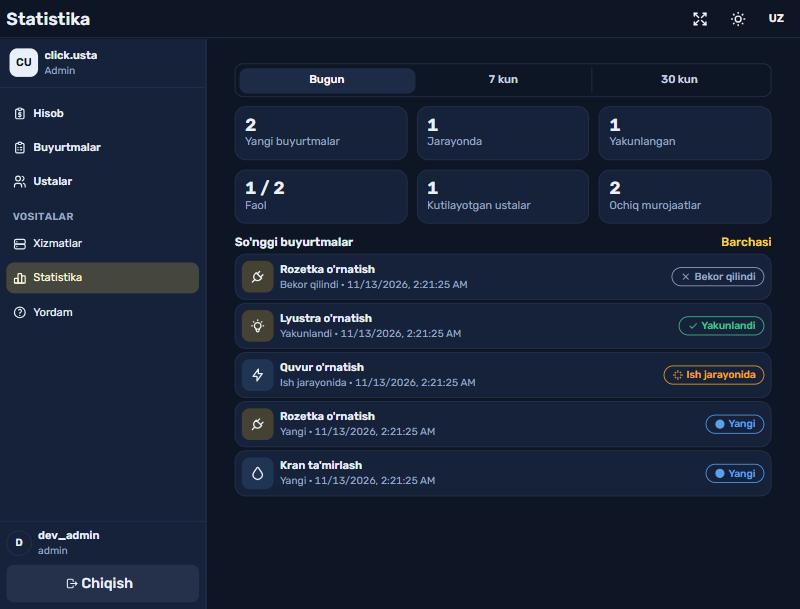 Statistika
UZ
CU
click.usta
Admin
Hisob
Buyurtmalar
Ustalar
VOSITALAR
Xizmatlar
Statistika
Yordam
D
dev_admin
admin
Chiqish
Bugun
7 kun
30 kun
2
Yangi buyurtmalar
1
Jarayonda
1
Yakunlangan
1 / 2
Faol
1
Kutilayotgan ustalar
2
Ochiq murojaatlar
So'nggi buyurtmalar
Barchasi
Rozetka o'rnatish
Bekor qilindi • 11/13/2026, 2:21:25 AM
Bekor qilindi
Lyustra o'rnatish
Yakunlandi • 11/13/2026, 2:21:25 AM
Yakunlandi
Quvur o'rnatish
Ish jarayonida • 11/13/2026, 2:21:25 AM
Ish jarayonida
Rozetka o'rnatish
Yangi • 11/13/2026, 2:21:25 AM
Yangi
Kran ta'mirlash
Yangi • 11/13/2026, 2:21:25 AM
Yangi